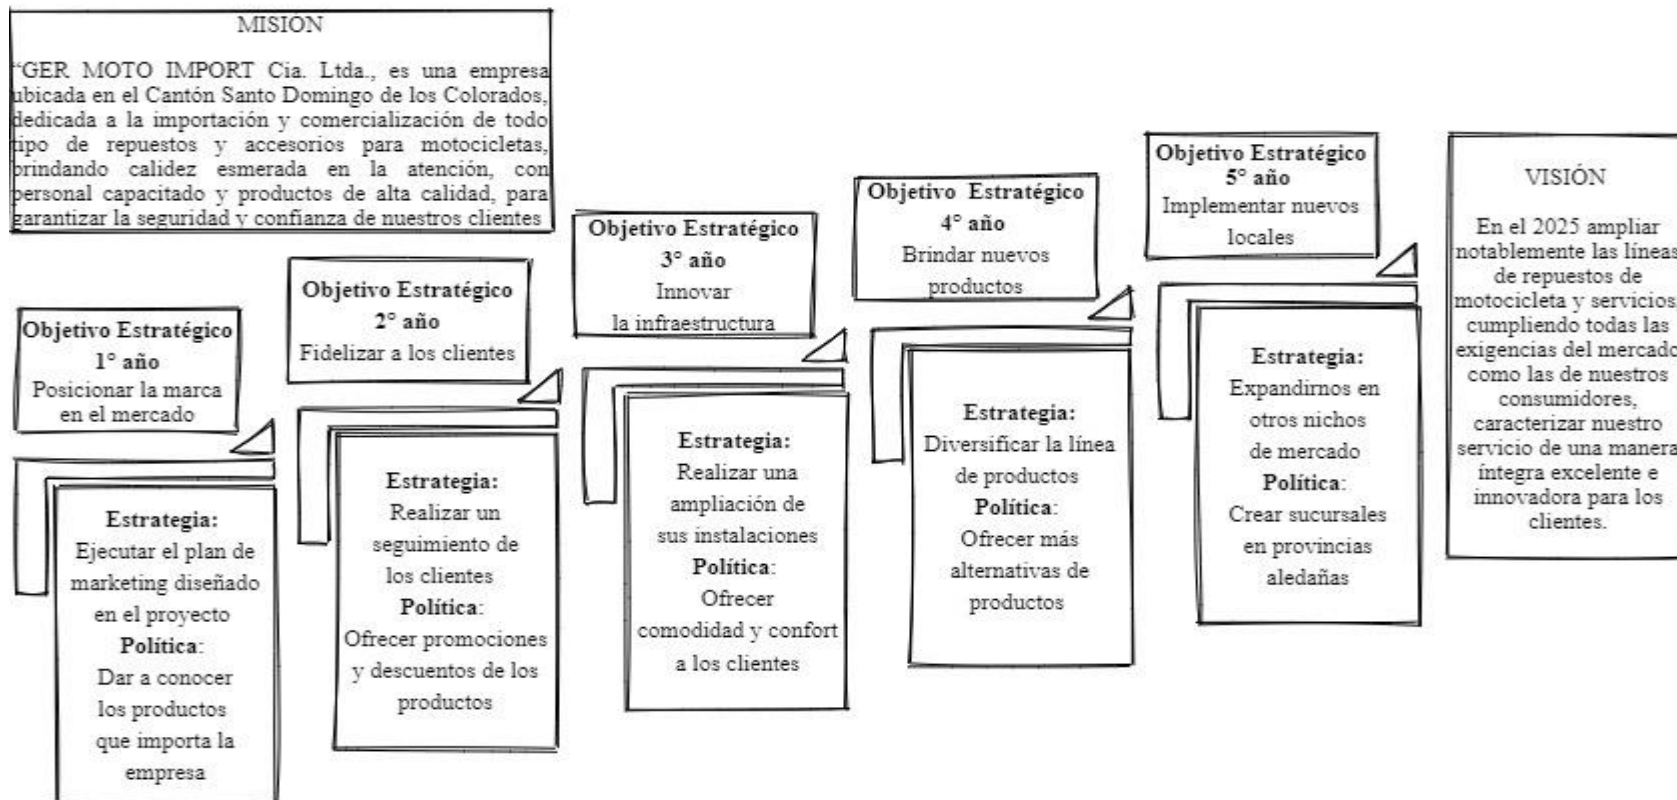 MISIÓN
“GER MOTO IMPORT Cia. Ltda., es una empresa
ubicada en el Cantón Santo Domingo de los Colorados,
dedicada a la importación y comercialización de todo
tipo de repuestos y accesorios para motocicletas,
brindando calidez esmerada en la atención, con
personal capacitado y productos de alta calidad, para
garantizar la seguridad y confianza de nuestros clientes
Objetivo Estratégico
1° año
Posicionar la marca
en el mercado
Estrategia:
Ejecutar el plan de
marketing diseñado
en el proyecto
Política:
Dar a conocer
los productos
que importa la
empresa
Objetivo Estratégico
2° año
Fidelizar a los clientes
Estrategia:
Realizar un
seguimiento de
los clientes
Política:
Ofrecer promociones
y descuentos de los
productos
Objetivo Estratégico
3° año
Innovar
la infraestructura
Estrategia:
Realizar una
ampliación de
sus instalaciones
Política:
Ofrecer
comodidad y confort
a los clientes
Objetivo Estratégico
4° año
Brindar nuevos
productos
Estrategia:
Diversificar la línea
de productos
Política:
Ofrecer más
alternativas de
productos
Objetivo Estratégico
5° año
Implementar nuevos
locales
Estrategia:
Expandirnos en
otros nichos
de mercado
Política:
Crear sucursales
en provincias
aledañas
VISIÓN
En el 2025 ampliar
notablemente las líneas
de repuestos de
motocicleta y servicios
cumpliendo todas las
exigencias del mercado
como las de nuestros
consumidores,
caracterizar nuestro
servicio de una manera
íntegra excelente e
innovadora para los
clientes.